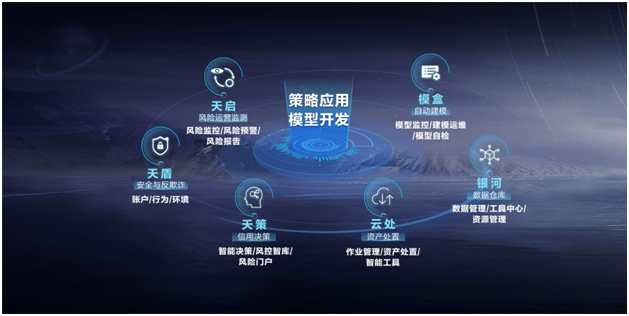 策略应用
模型开发
天启
风险运营监测
风险监控/风险预警/
风险报告
模盒
自动建模
模型监控/建模运维
/模型自检
天盾
安全与反欺诈
账户/行为/环境
银河
数据仓库
数据管理/工具中心/
资源管理
天策
信用决策
智能决策/风控智库/
风险门户
云处
资产处置
作业管理/资产处置/
智能工具